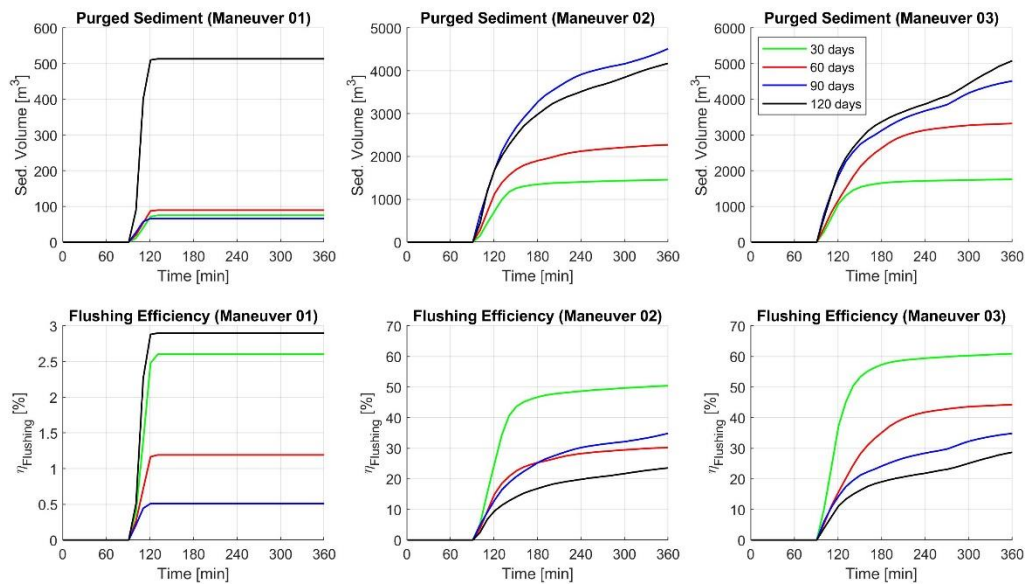 Purged Sediment (Maneuver 01)
Purged Sediment (Maneuver 02)
Purged Sediment (Maneuver 03)
Sed. Volume [m³]
600
500
400
300
200
100
0
0 60 120 180 240 300 360
Time [min]
Sed. Volume [m³]
5000
4000
3000
2000
1000
0
0 60 120 180 240 300 360
Time [min]
Sed. Volume [m³]
6000
5000
4000
3000
2000
1000
0
0 60 120 180 240 300 360
Time [min]
30 days
60 days
90 days
120 days
Flushing Efficiency (Maneuver 01)
Flushing Efficiency (Maneuver 02)
Flushing Efficiency (Maneuver 03)
ηFlushing [%]
3
2.5
2
1.5
1
0.5
0
0 60 120 180 240 300 360
Time [min]
ηFlushing [%]
70
60
50
40
30
20
10
0
0 60 120 180 240 300 360
Time [min]
ηFlushing [%]
70
60
50
40
30
20
10
0
0 60 120 180 240 300 360
Time [min]